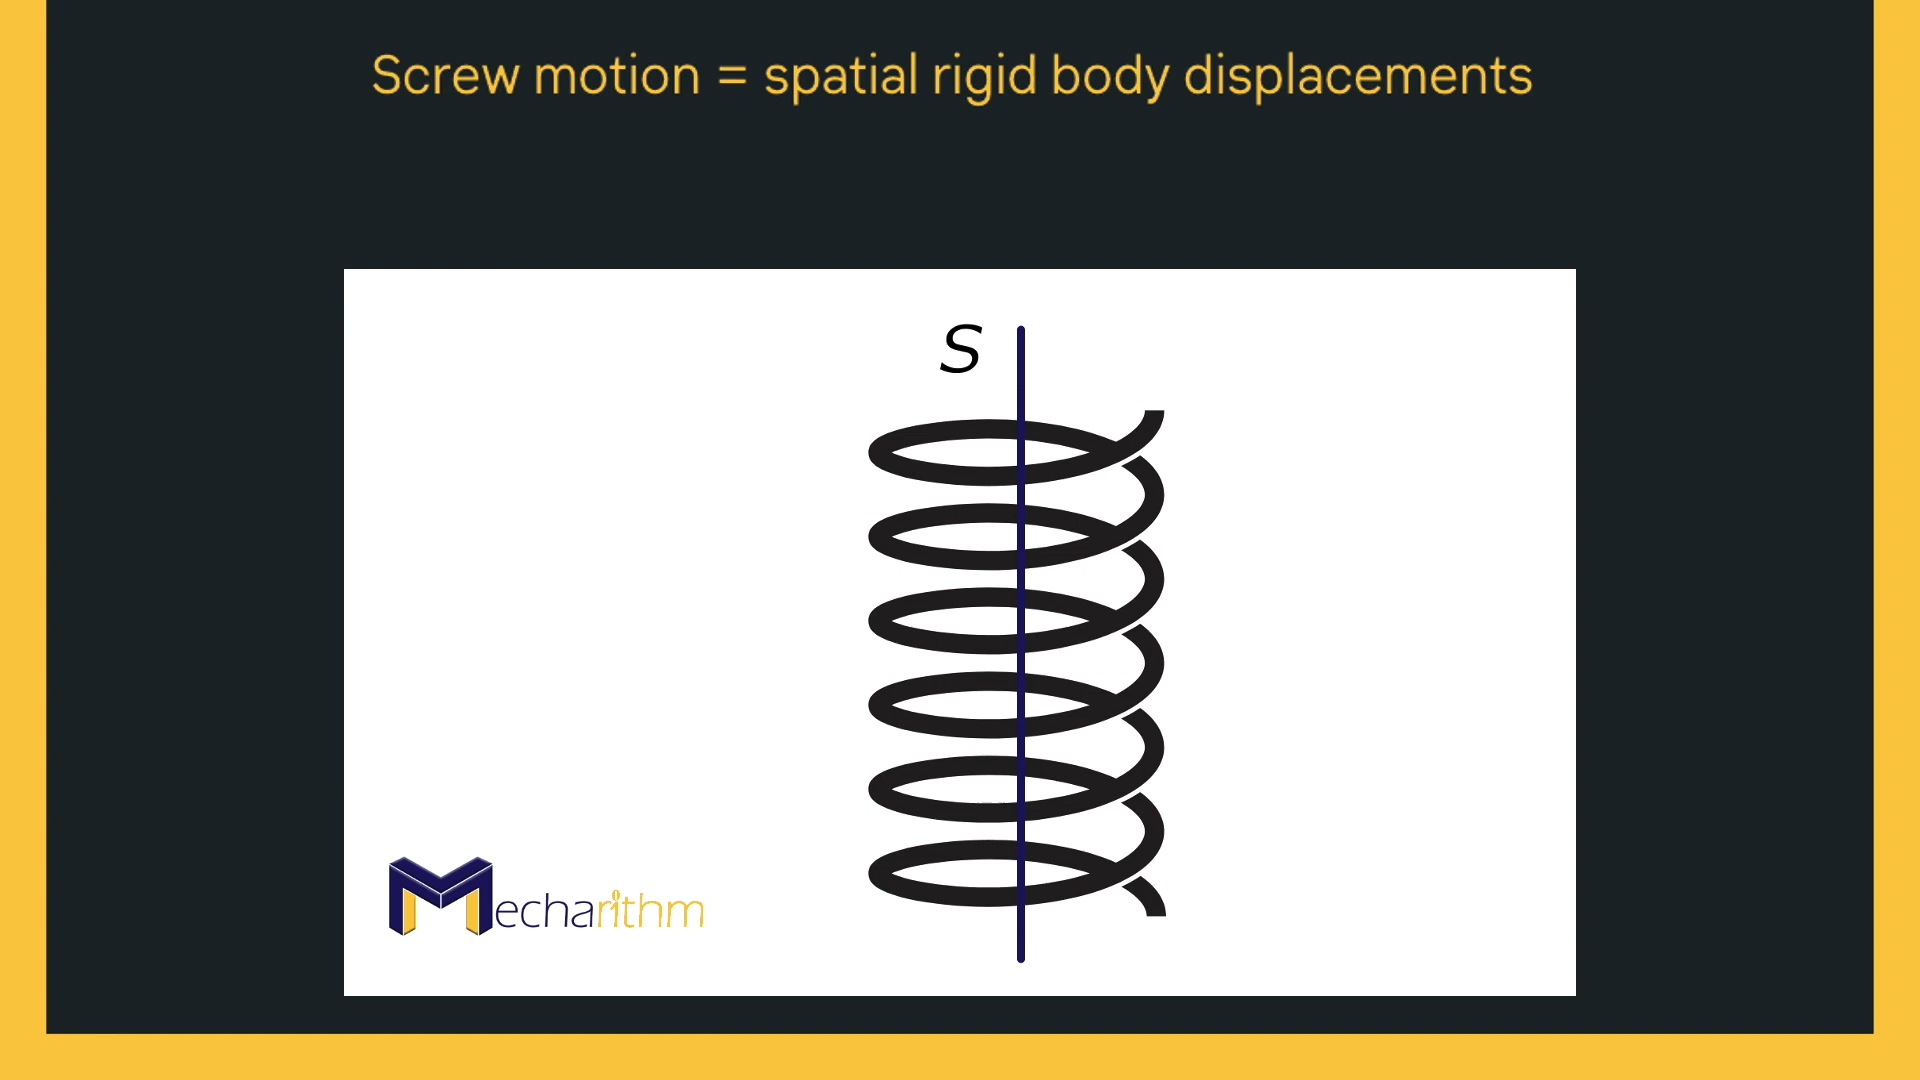 Screw motion = spatial rigid body displacements
S
Mecharithm